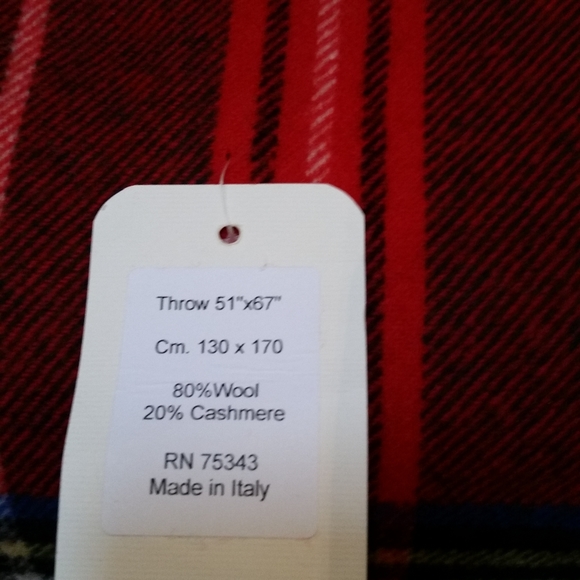 Throw 51"x67"
Cm. 130 x 170
80%Wool
20% Cashmere
RN 75343
Made in Italy